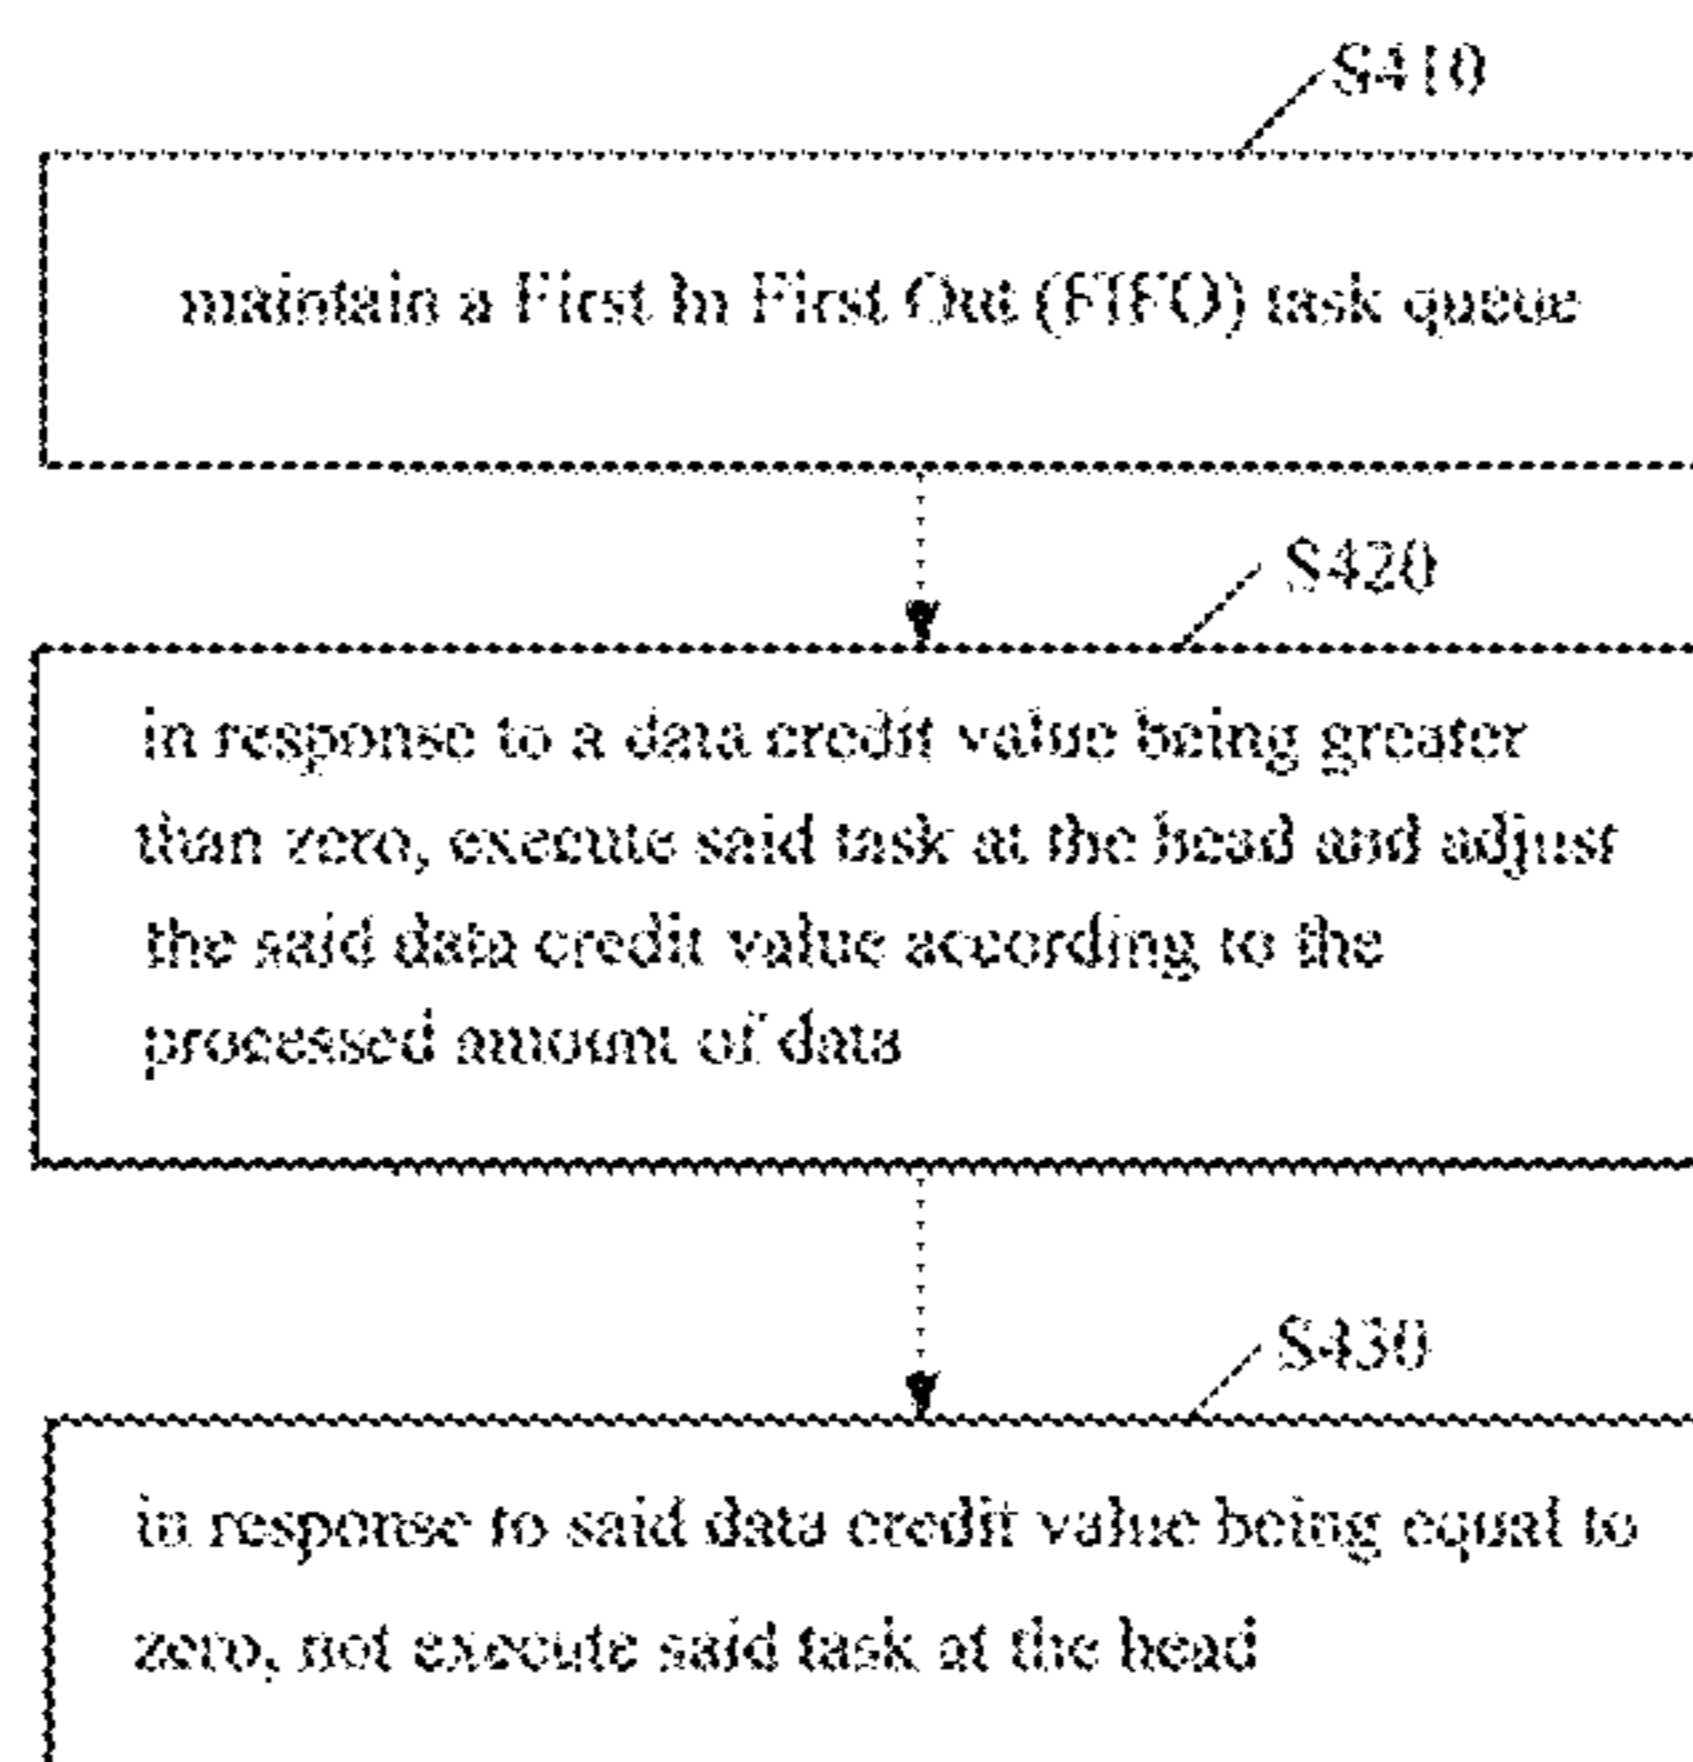 S410
maintain a First In First Out (FIFO) task queue
S420
in response to a data credit value being greater
than zero, execute said task at the head and adjust
the said data credit value according to the
processed amount of data
S430
in response to said data credit value being equal to
zero, not execute said task at the head